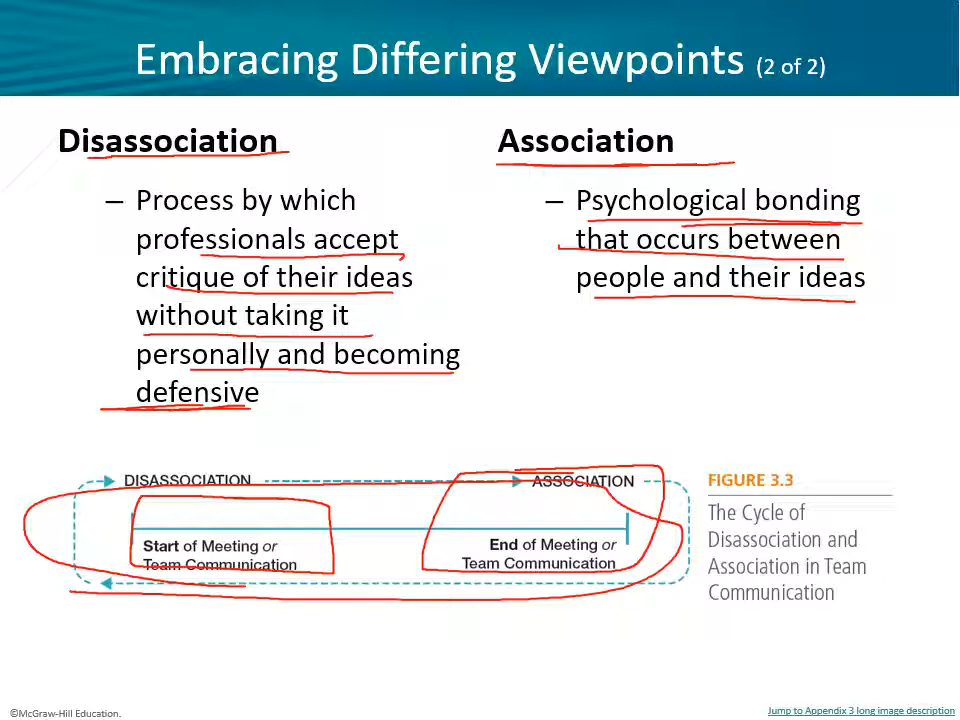 Embracing Differing Viewpoints (2 of 2)
Disassociation
– Process by which
professionals accept
critique of their ideas
without taking it
personally and becoming
defensive
Association
– Psychological bonding
that occurs between
people and their ideas
DISASSOCIATION
ASSOCIATION
Start of Meeting or
Team Communication
End of Meeting or
Team Communication
FIGURE 3.3
The Cycle of
Disassociation and
Association in Team
Communication
©McGraw-Hill Education.
Jump to Appendix 3 long image description